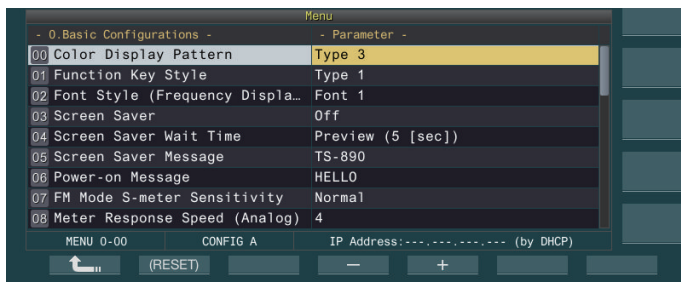 Menu
- 0.Basic Configurations - - Parameter -
00 Color Display Pattern Type 3
01 Function Key Style Type 1
02 Font Style (Frequency Displa… Font 1
03 Screen Saver Off
04 Screen Saver Wait Time Preview (5 [sec])
05 Screen Saver Message TS-890
06 Power-on Message HELLO
07 FM Mode S-meter Sensitivity Normal
08 Meter Response Speed (Analog) 4
MENU 0-00 CONFIG A IP Address:---.---.---.--- (by DHCP)
(RESET) − +